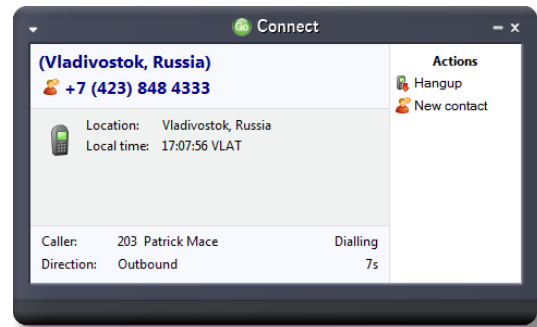 Go Connect
(Vladivostok, Russia)
+7 (423) 848 4333
Location: Vladivostok, Russia
Local time: 17:07:56 VLAT
Caller: 203 Patrick Mace Dialling
Direction: Outbound 7s
Actions
Hangup
New contact